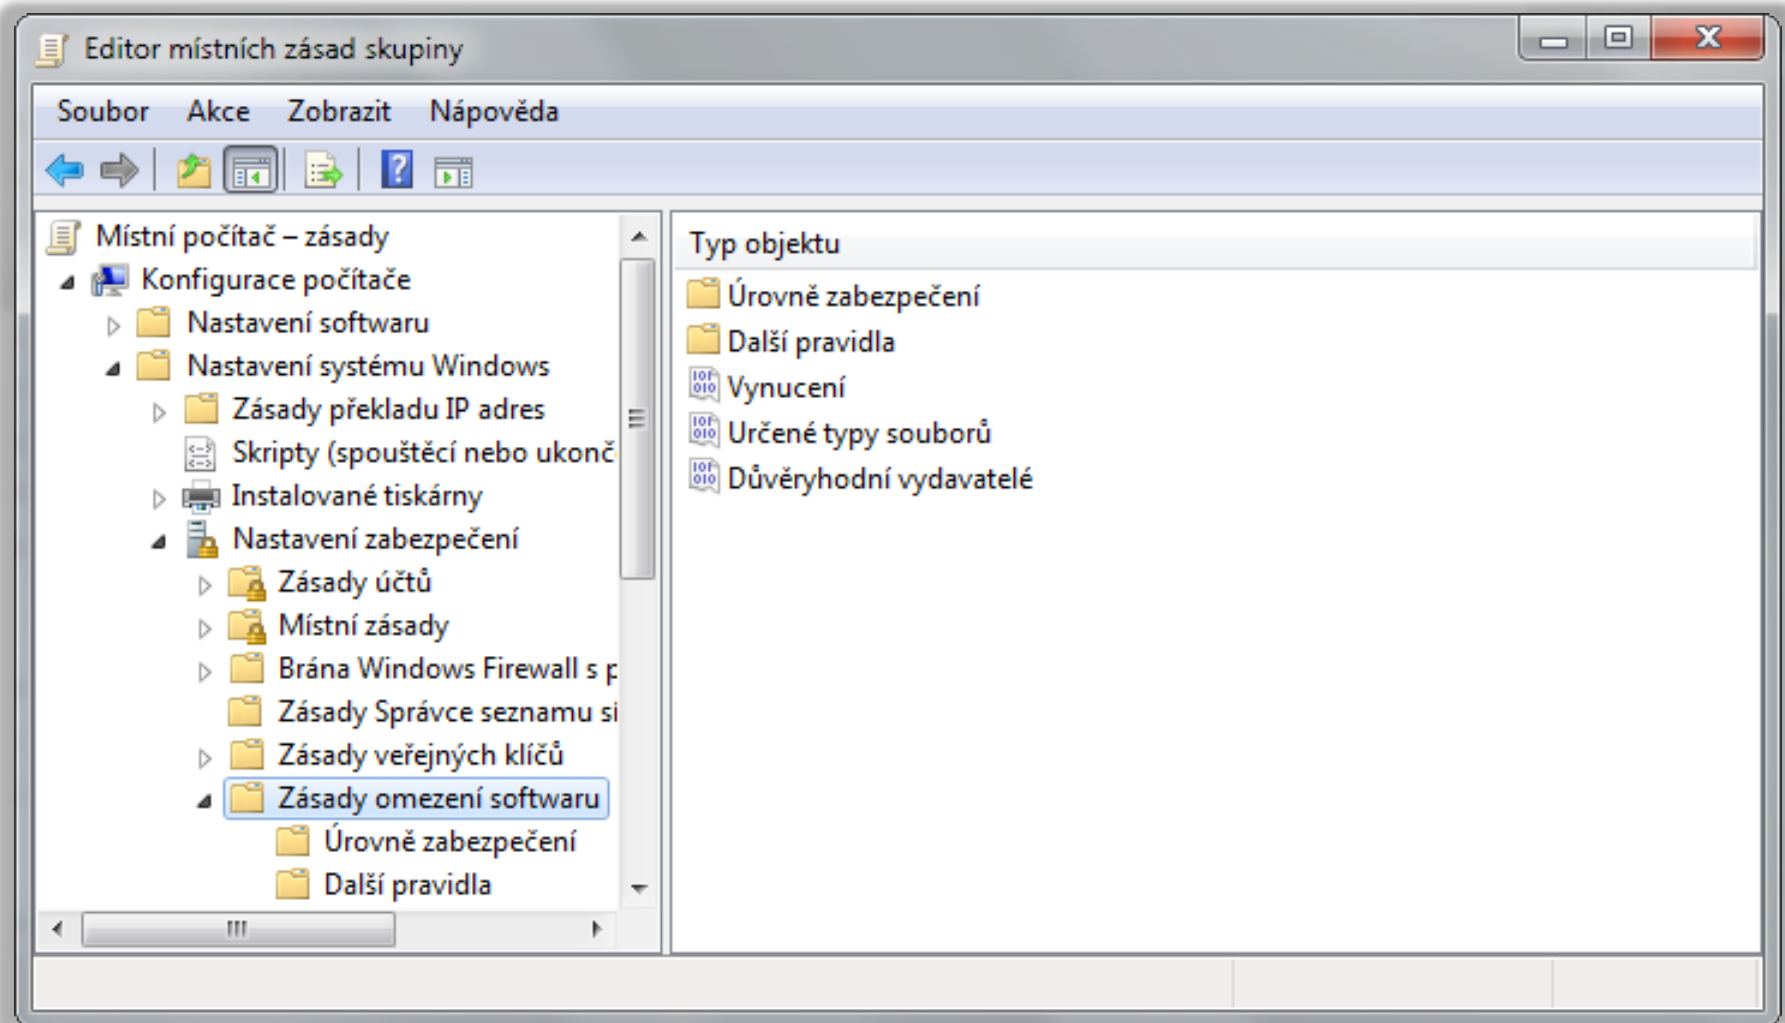 Editor místních zásad skupiny
Soubor Akce Zobrazit Nápověda
Místní počítač – zásady
Konfigurace počítače
Nastavení softwaru
Nastavení systému Windows
Zásady překladu IP adres
Skripty (spouštěcí nebo ukonč
Instalované tiskárny
Nastavení zabezpečení
Zásady účtů
Místní zásady
Brána Windows Firewall s p
Zásady Správce seznamu sí
Zásady veřejných klíčů
Zásady omezení softwaru
Úrovně zabezpečení
Další pravidla
Typ objektu
Úrovně zabezpečení
Další pravidla
Vynucení
Určené typy souborů
Důvěryhodní vydavatelé